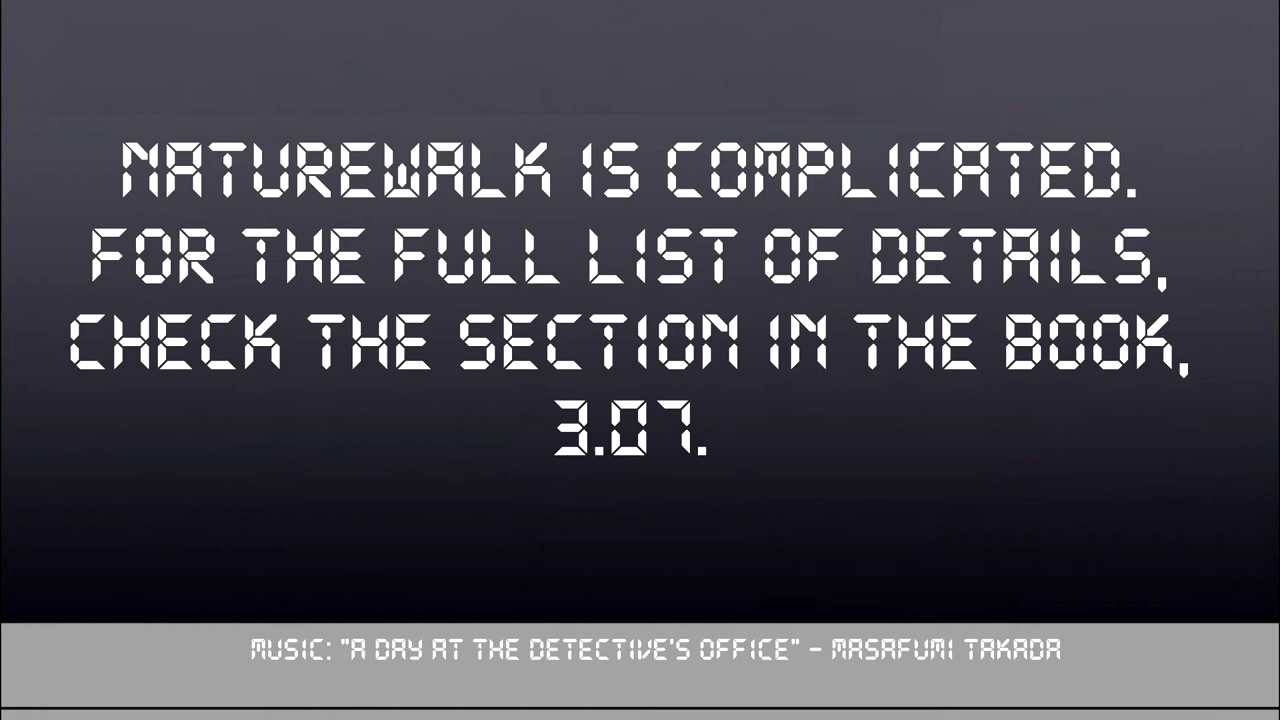 NATUREWALK IS COMPLICATED.
FOR THE FULL LIST OF DETAILS,
CHECK THE SECTION IN THE BOOK,
3.07.
MUSIC: "A DAY AT THE DETECTIVE'S OFFICE" - MASAFUMI TAKADA